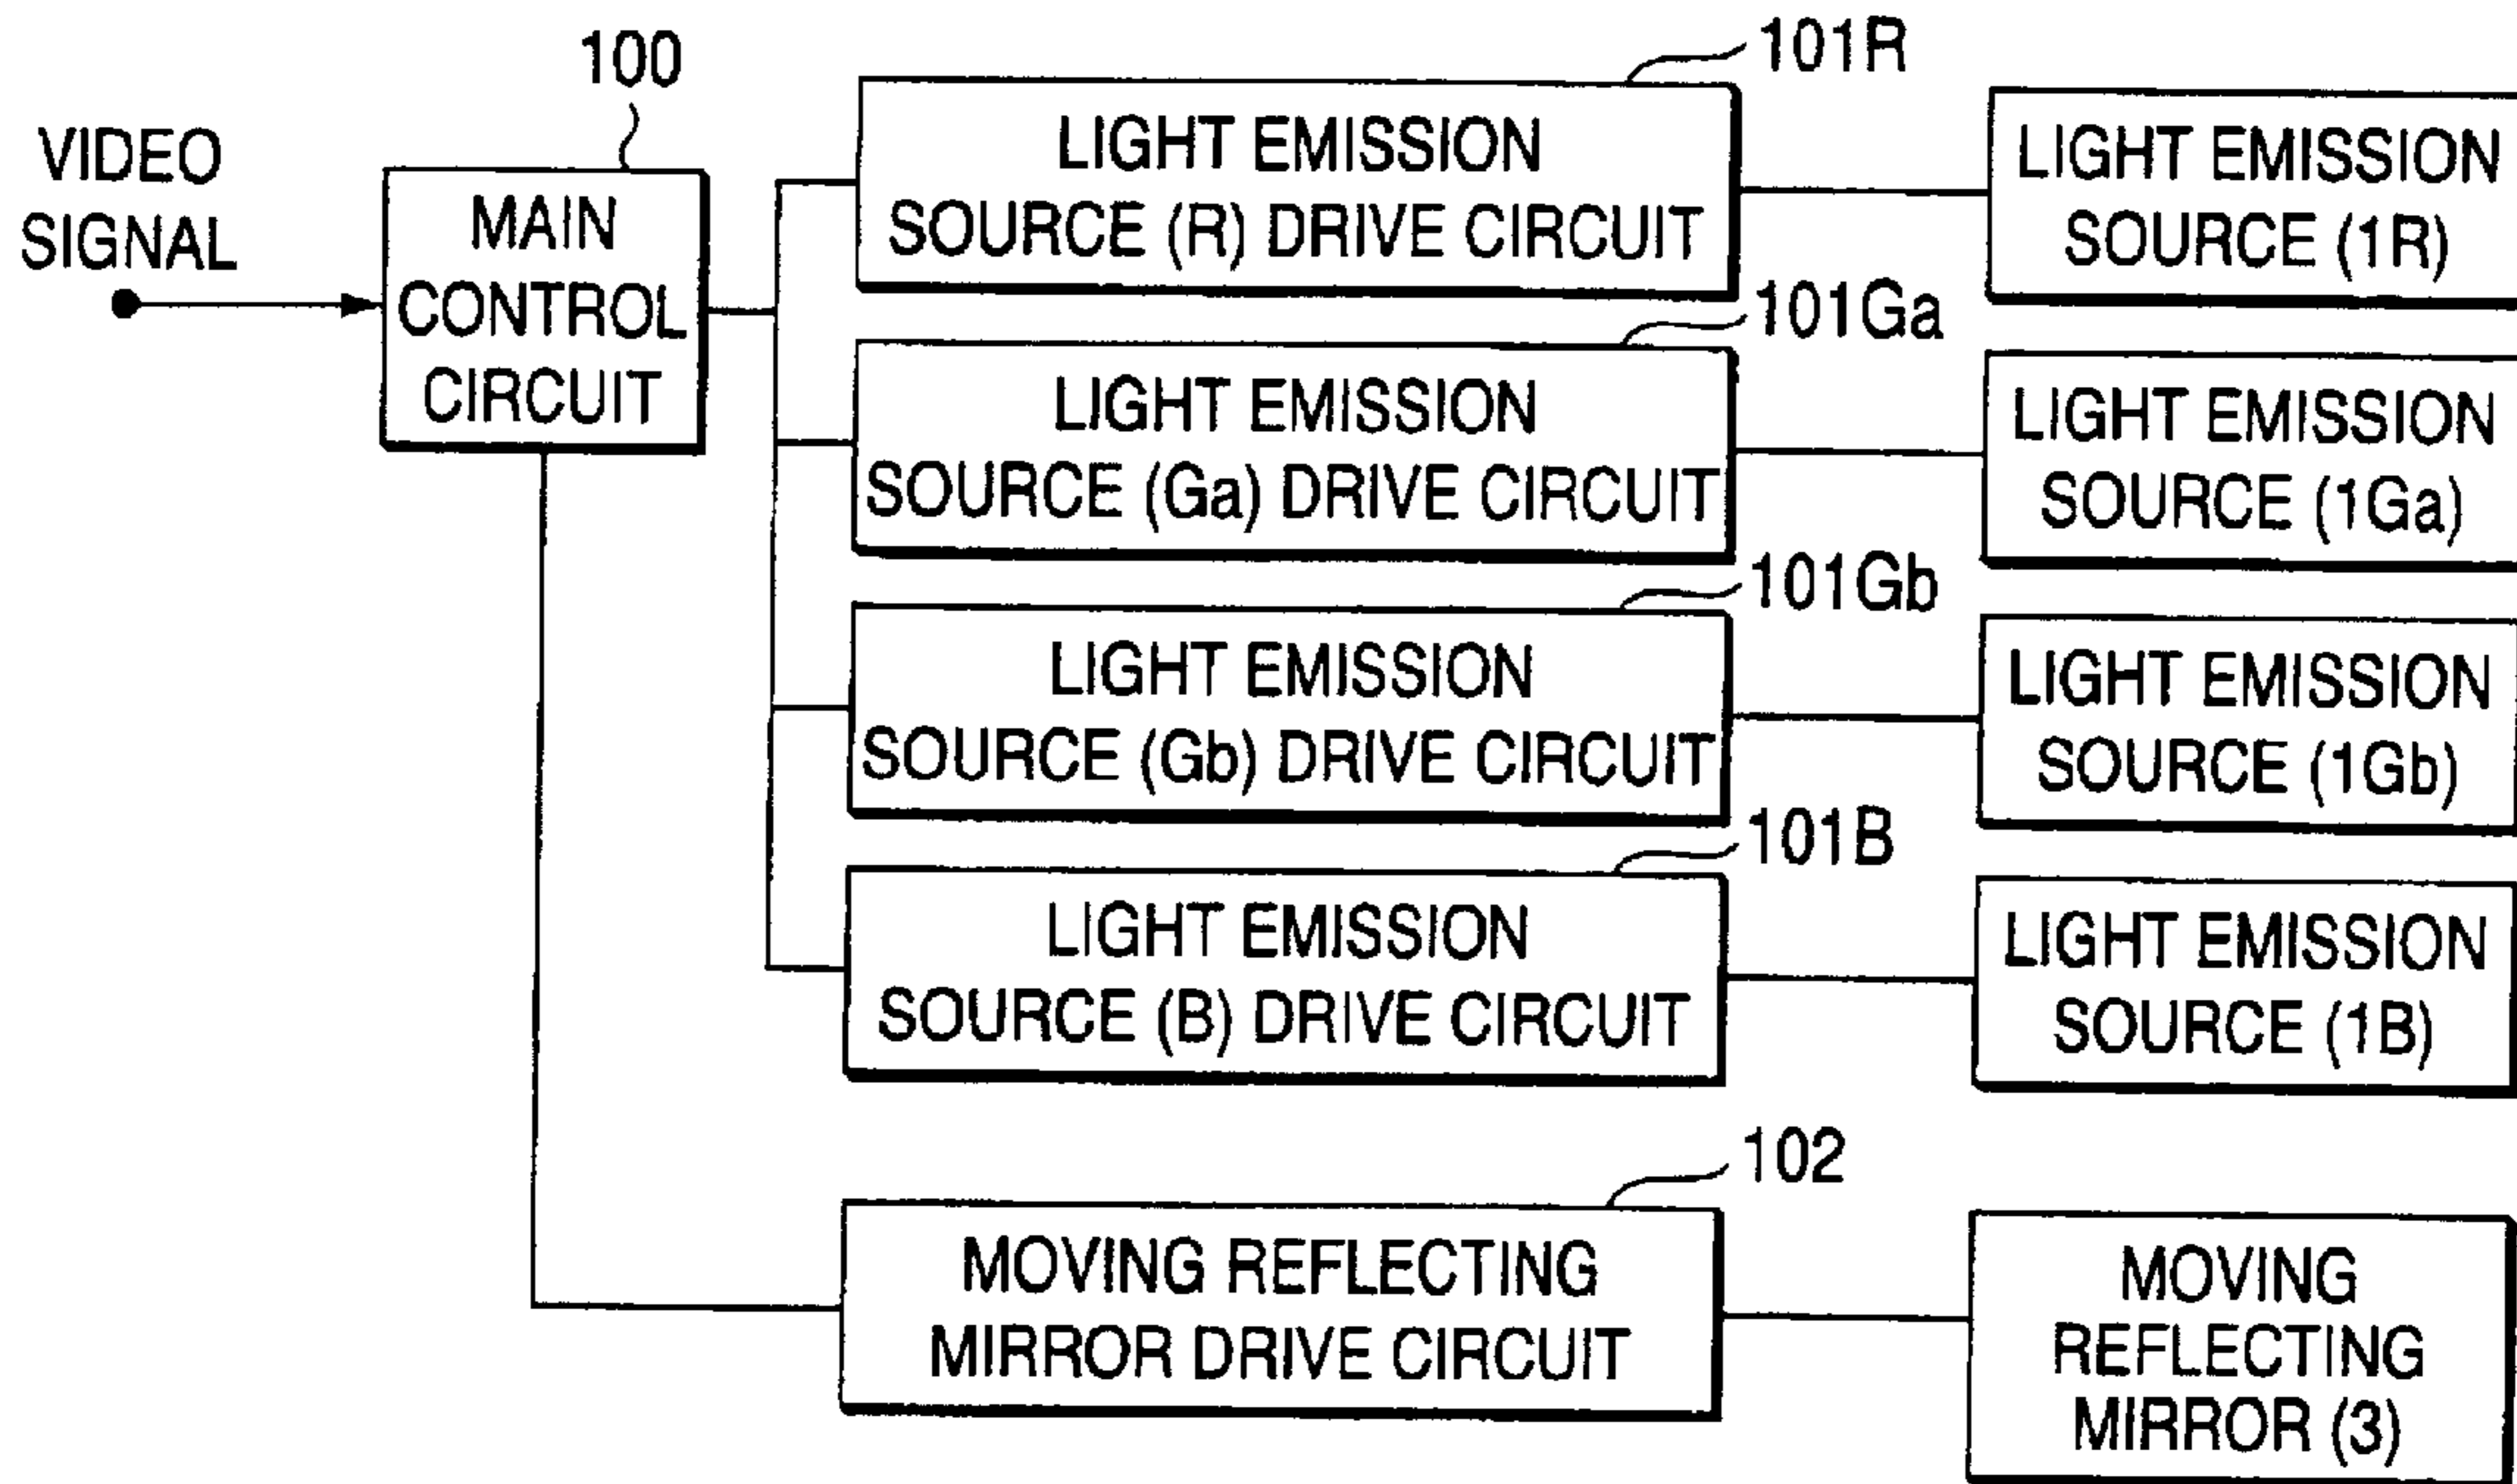 VIDEO
SIGNAL
100
MAIN
CONTROL
CIRCUIT
101R
LIGHT EMISSION
SOURCE (R) DRIVE CIRCUIT
LIGHT EMISSION
SOURCE (1R)
101Ga
LIGHT EMISSION
SOURCE (Ga) DRIVE CIRCUIT
LIGHT EMISSION
SOURCE (1Ga)
101Gb
LIGHT EMISSION
SOURCE (Gb) DRIVE CIRCUIT
LIGHT EMISSION
SOURCE (1Gb)
101B
LIGHT EMISSION
SOURCE (B) DRIVE CIRCUIT
LIGHT EMISSION
SOURCE (1B)
102
MOVING REFLECTING
MIRROR DRIVE CIRCUIT
MOVING
REFLECTING
MIRROR (3)